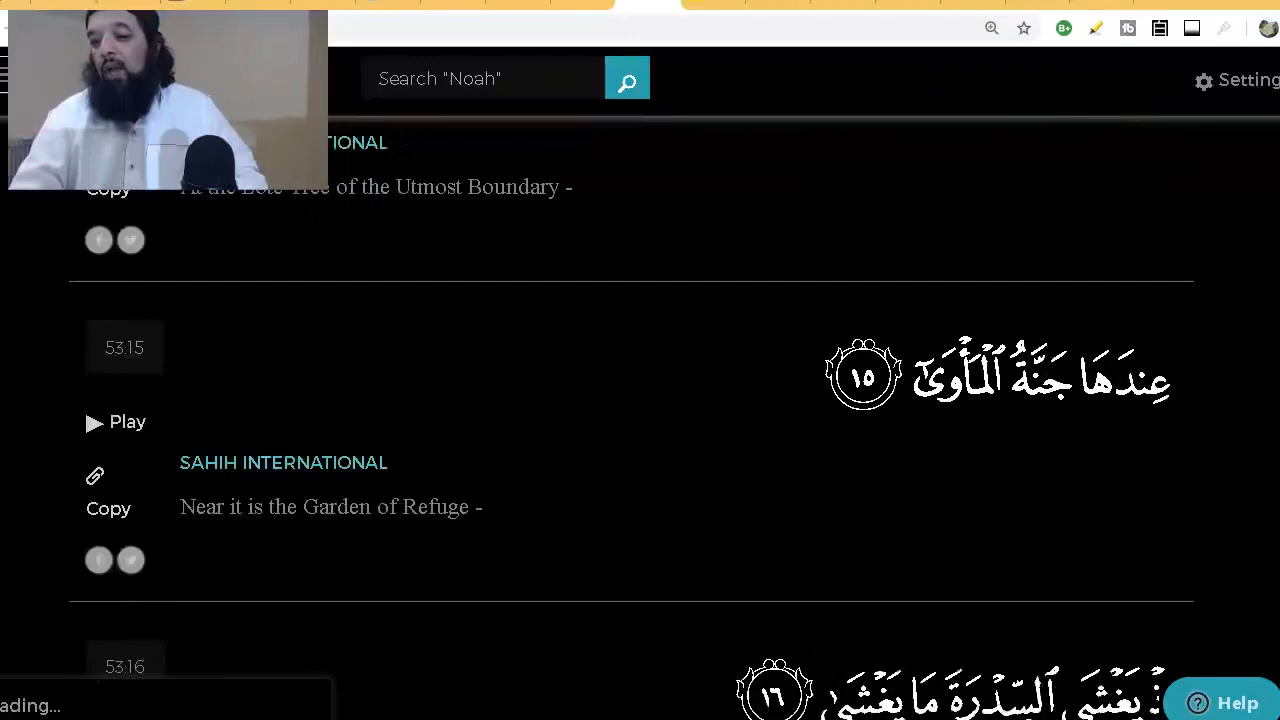 Search "Noah"
Setting
TIONAL
At the Lote Tree of the Utmost Boundary -
Copy
53:15
عِندَهَا جَنَّةُ ٱلْمَأْوَىٰٓ ١٥
Play
SAHIH INTERNATIONAL
Near it is the Garden of Refuge -
Copy
53:16
يَغْشَى ٱلسِّدْرَةَ مَا يَغْشَىٰ ١٦
ading...
Help